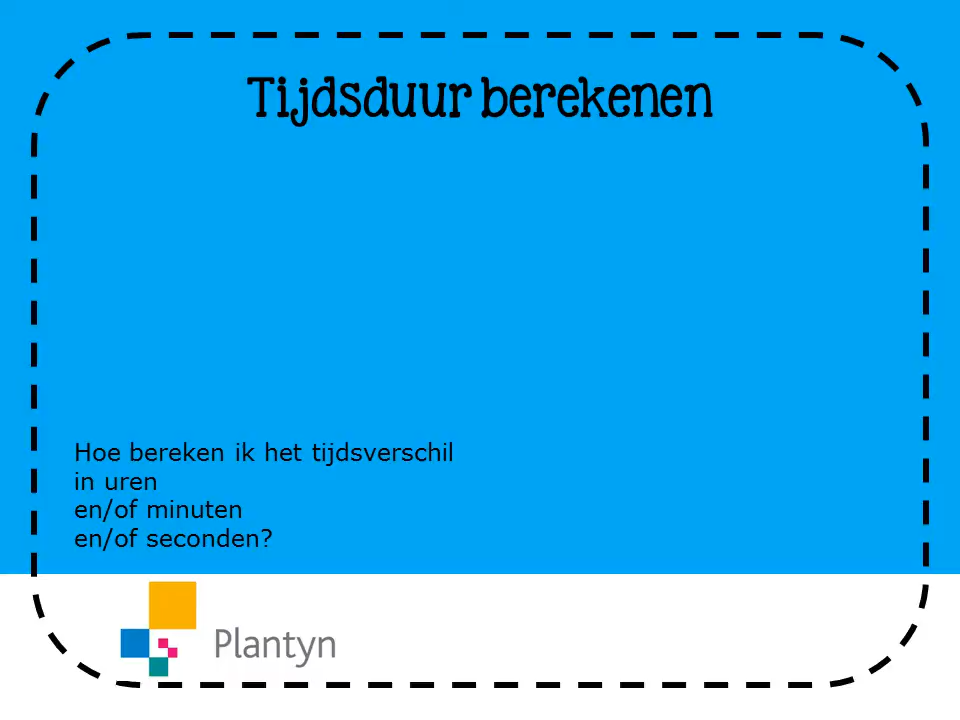 Tijdsduur berekenen
Hoe bereken ik het tijdsverschil
in uren
en/of minuten
en/of seconden?
Plantyn